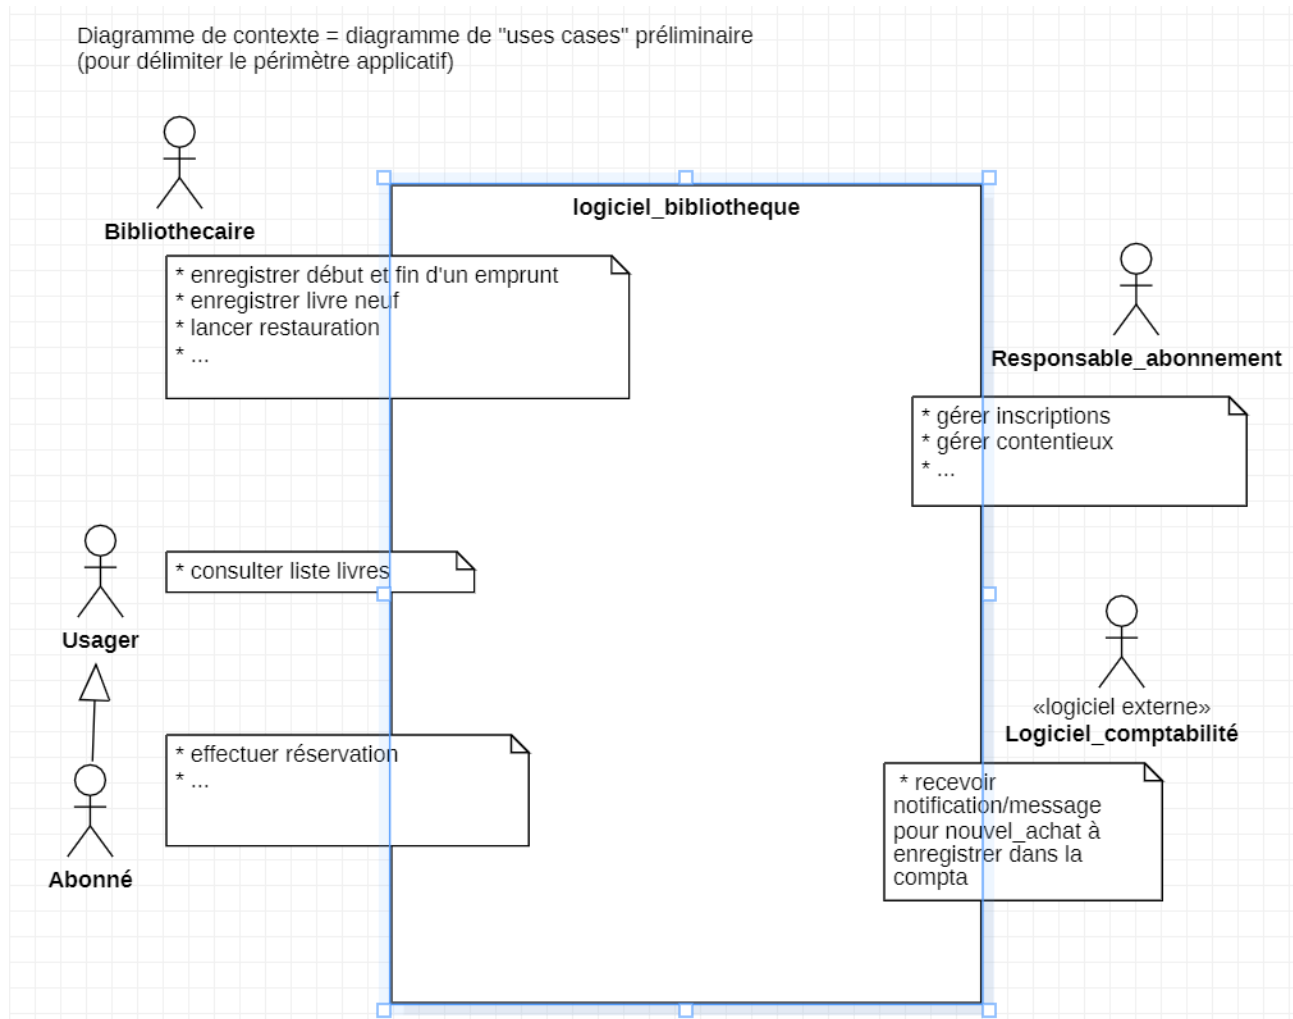 Diagramme de contexte = diagramme de "uses cases" préliminaire
(pour délimiter le périmètre applicatif)
logiciel_bibliotheque
Bibliothecaire
* enregistrer début et fin d'un emprunt
* enregistrer livre neuf
* lancer restauration
* ...
Responsable_abonnement
* gérer inscriptions
* gérer contentieux
* ...
Usager
* consulter liste livres
Abonné
* effectuer réservation
* ...
«logiciel externe»
Logiciel_comptabilité
* recevoir
notification/message
pour nouvel_achat à
enregistrer dans la
compta